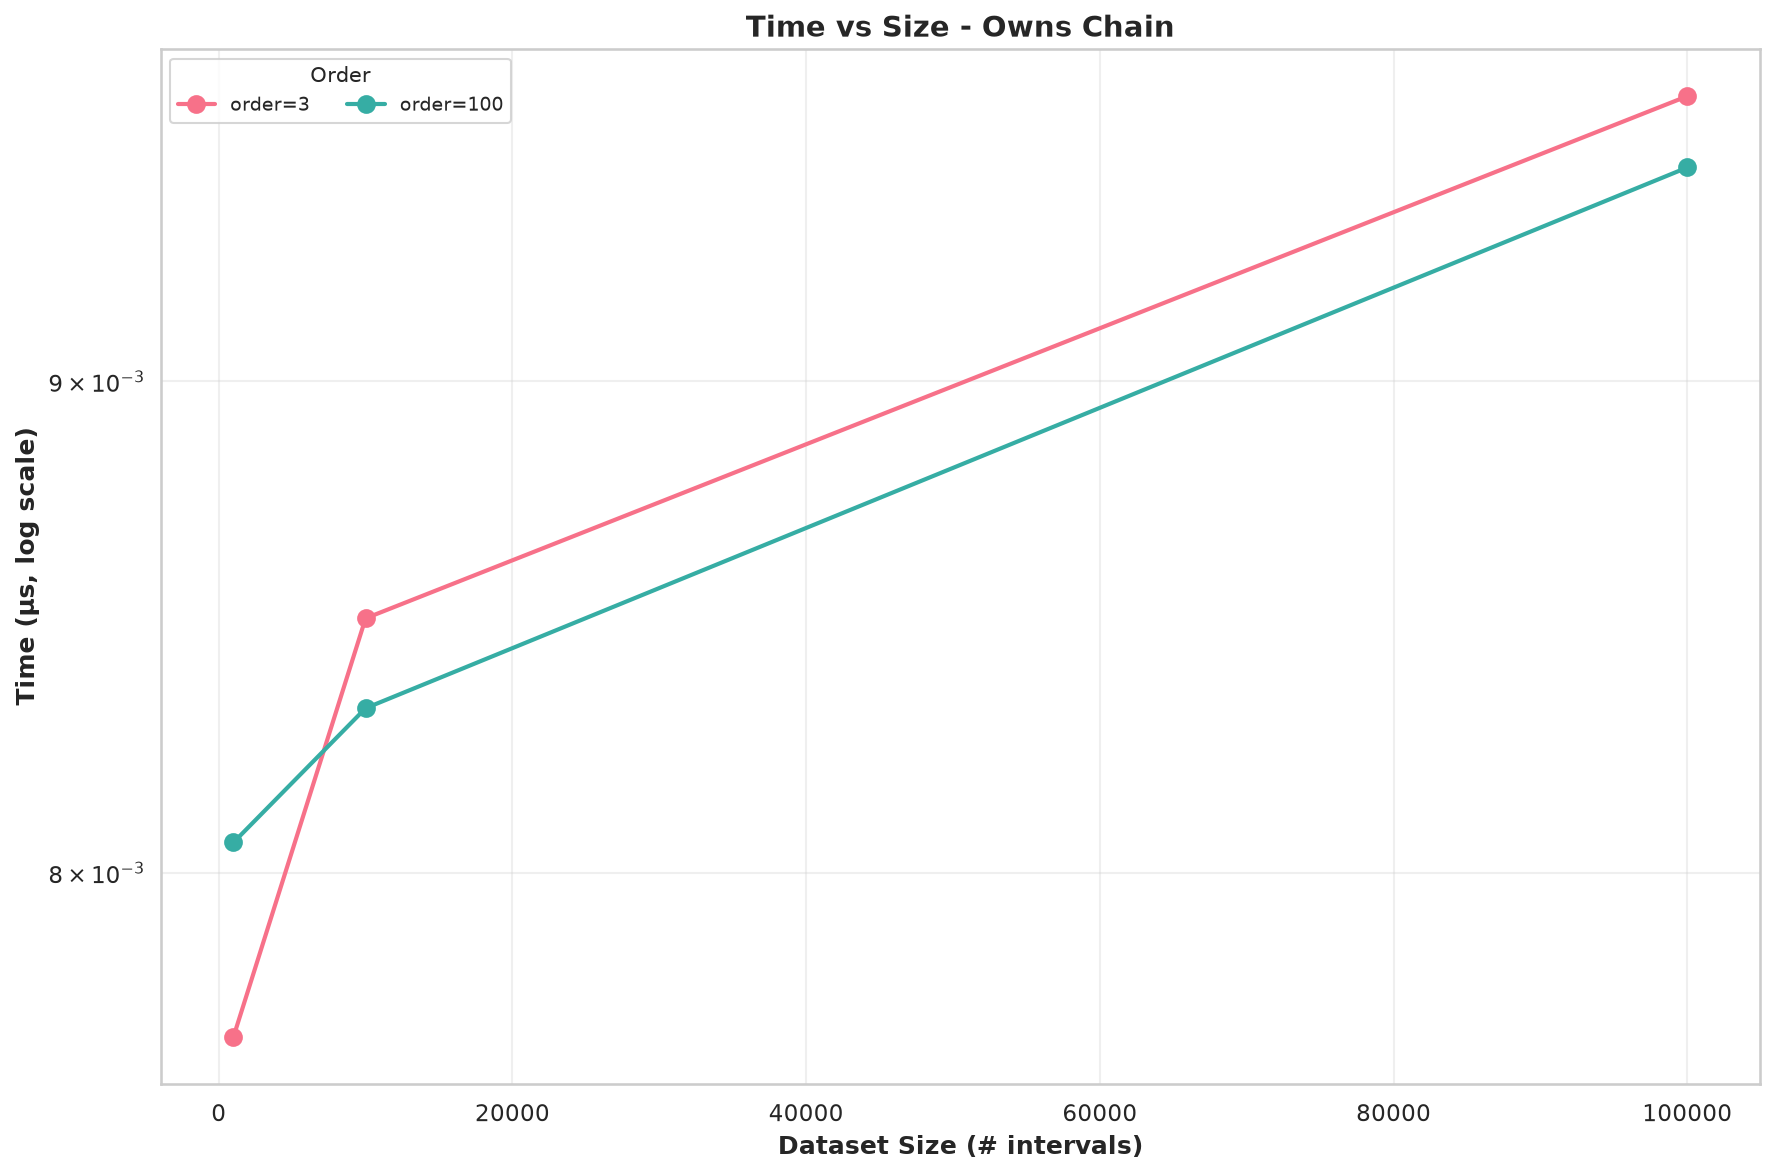 Time vs Size - Owns Chain
Order
order=3 order=100
9 × 10⁻³
8 × 10⁻³
Time (µs, log scale)
0 20000 40000 60000 80000 100000
Dataset Size (# intervals)